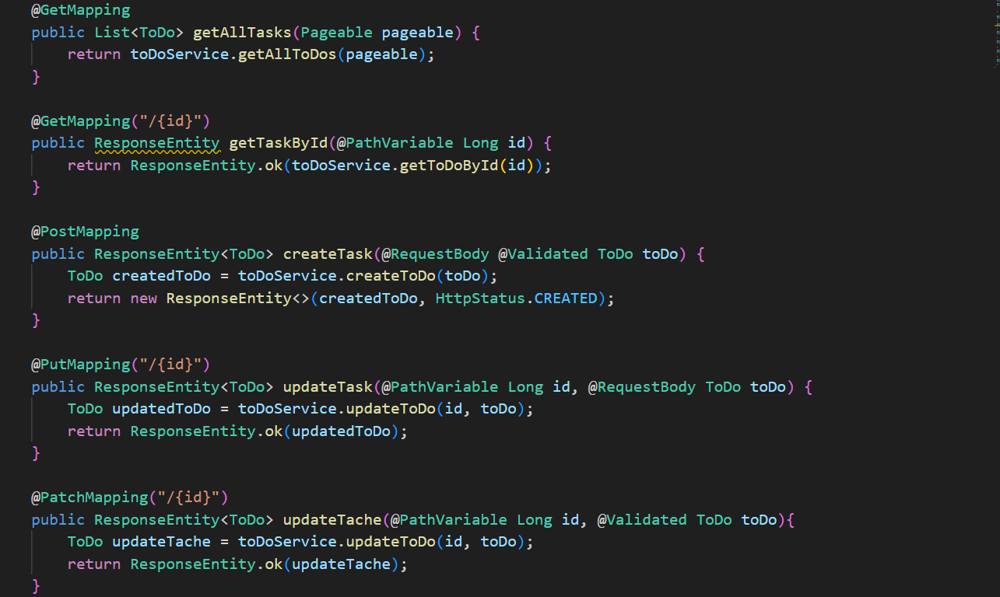 @GetMapping
public List<ToDo> getAllTasks(Pageable pageable) {
    return toDoService.getAllToDos(pageable);
}

@GetMapping("/{id}")
public ResponseEntity getTaskById(@PathVariable Long id) {
    return ResponseEntity.ok(toDoService.getToDoById(id));
}

@PostMapping
public ResponseEntity<ToDo> createTask(@RequestBody @Validated ToDo toDo) {
    ToDo createdToDo = toDoService.createToDo(toDo);
    return new ResponseEntity<>(createdToDo, HttpStatus.CREATED);
}

@PutMapping("/{id}")
public ResponseEntity<ToDo> updateTask(@PathVariable Long id, @RequestBody ToDo toDo) {
    ToDo updatedToDo = toDoService.updateToDo(id, toDo);
    return ResponseEntity.ok(updatedToDo);
}

@PatchMapping("/{id}")
public ResponseEntity<ToDo> updateTache(@PathVariable Long id, @Validated ToDo toDo){
    ToDo updateTache = toDoService.updateToDo(id, toDo);
    return ResponseEntity.ok(updateTache);
}